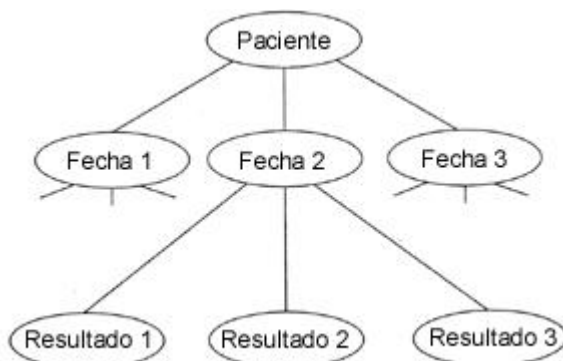 Paciente
Fecha 1
Fecha 2
Fecha 3
Resultado 1
Resultado 2
Resultado 3